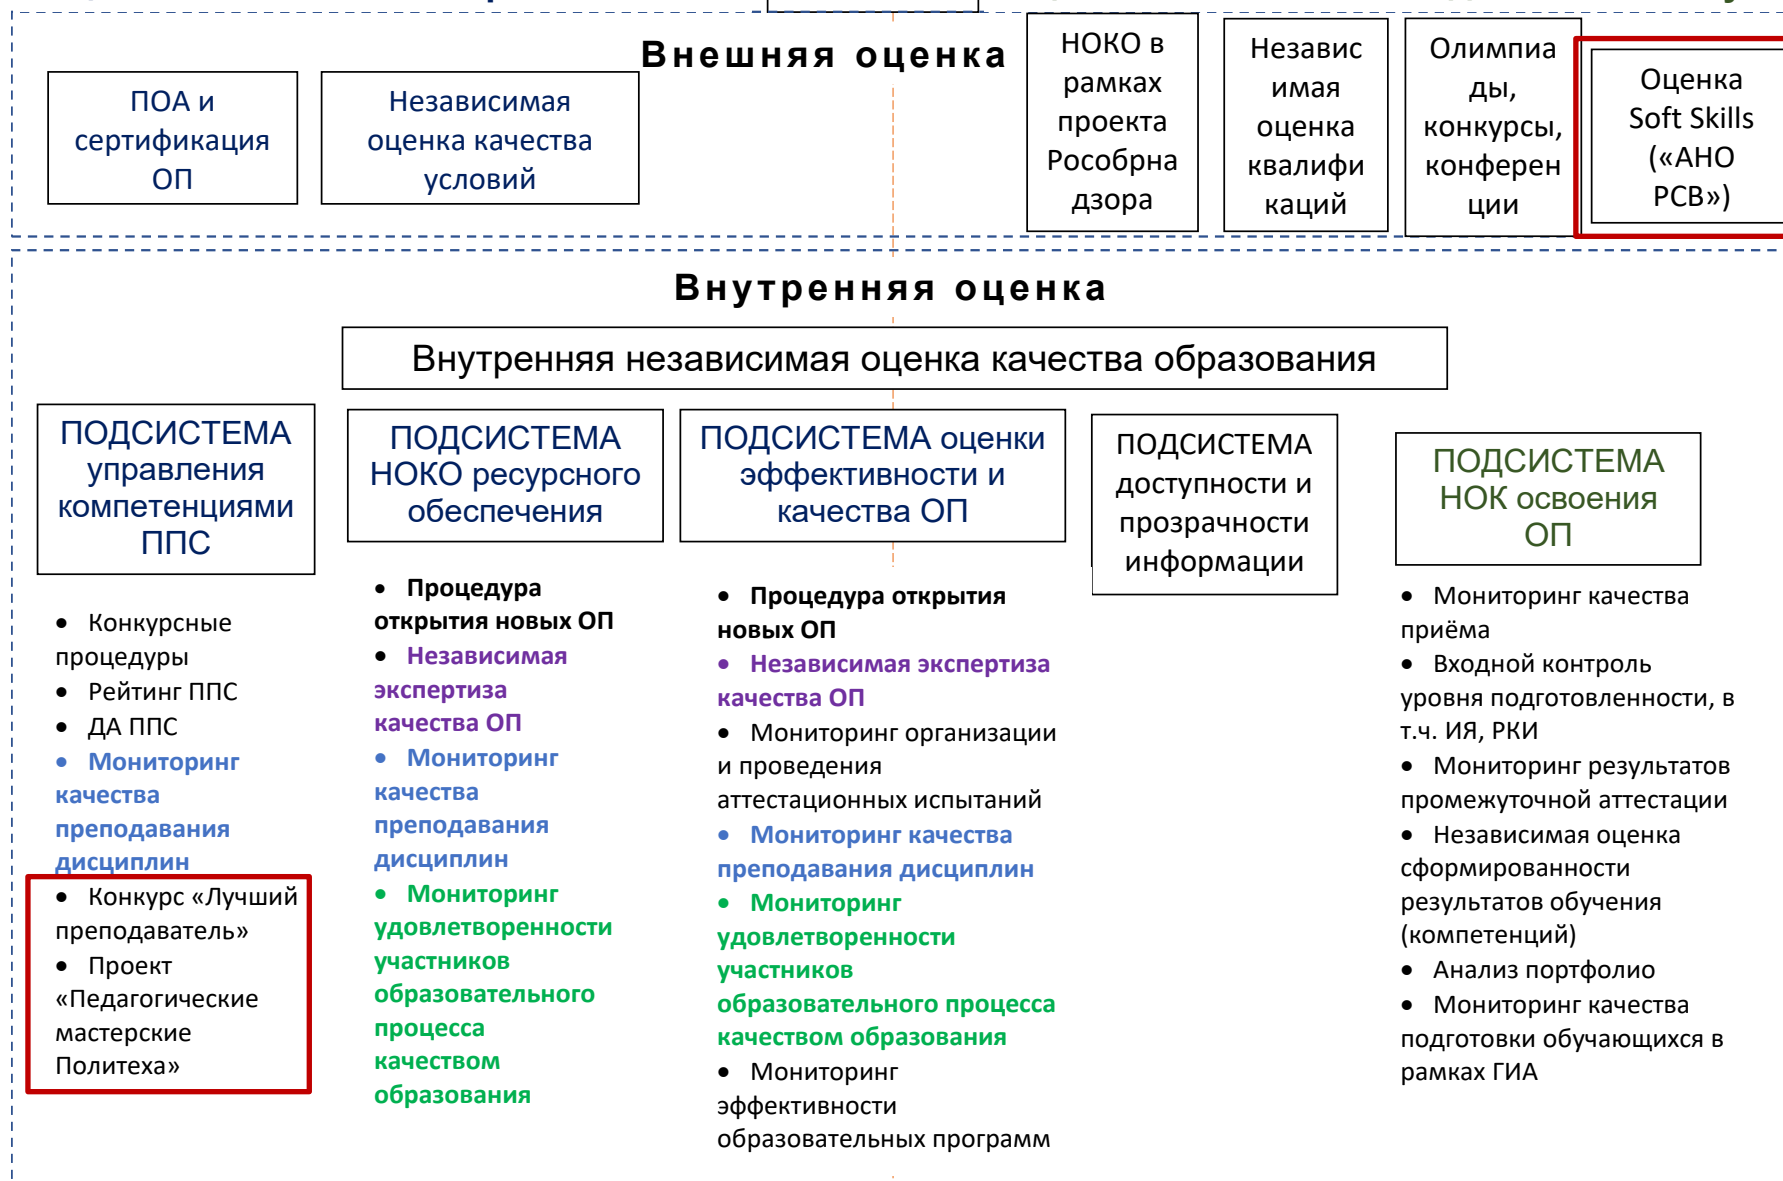 Внешняя оценка
ПОА и
сертификация
ОП
Независимая
оценка качества
условий
НОКО в
рамках
проекта
Рособрна
дзора
Независ
имая
оценка
квалифи
каций
Олимпиа
ды,
конкурсы,
конферен
ции
Оценка
Soft Skills
(«АНО
РСВ»)
Внутренняя оценка
Внутренняя независимая оценка качества образования
ПОДСИСТЕМА
управления
компетенциями
ППС
• Конкурсные
процедуры
• Рейтинг ППС
• ДА ППС
• Мониторинг
качества
преподавания
дисциплин
• Конкурс «Лучший
преподаватель»
• Проект
«Педагогические
мастерские
Политеха»
ПОДСИСТЕМА
НОКО ресурсного
обеспечения
• Процедура
открытия новых ОП
• Независимая
экспертиза
качества ОП
• Мониторинг
качества
преподавания
дисциплин
• Мониторинг
удовлетворенности
участников
образовательного
процесса
качеством
образования
ПОДСИСТЕМА оценки
эффективности и
качества ОП
• Процедура открытия
новых ОП
• Независимая экспертиза
качества ОП
• Мониторинг организации
и проведения
аттестационных испытаний
• Мониторинг качества
преподавания дисциплин
• Мониторинг
удовлетворенности
участников
образовательного процесса
качеством образования
• Мониторинг
эффективности
образовательных программ
ПОДСИСТЕМА
доступности и
прозрачности
информации
ПОДСИСТЕМА
НОК освоения
ОП
• Мониторинг качества
приёма
• Входной контроль
уровня подготовленности, в
т.ч. ИЯ, РКИ
• Мониторинг результатов
промежуточной аттестации
• Независимая оценка
сформированности
результатов обучения
(компетенций)
• Анализ портфолио
• Мониторинг качества
подготовки обучающихся в
рамках ГИА